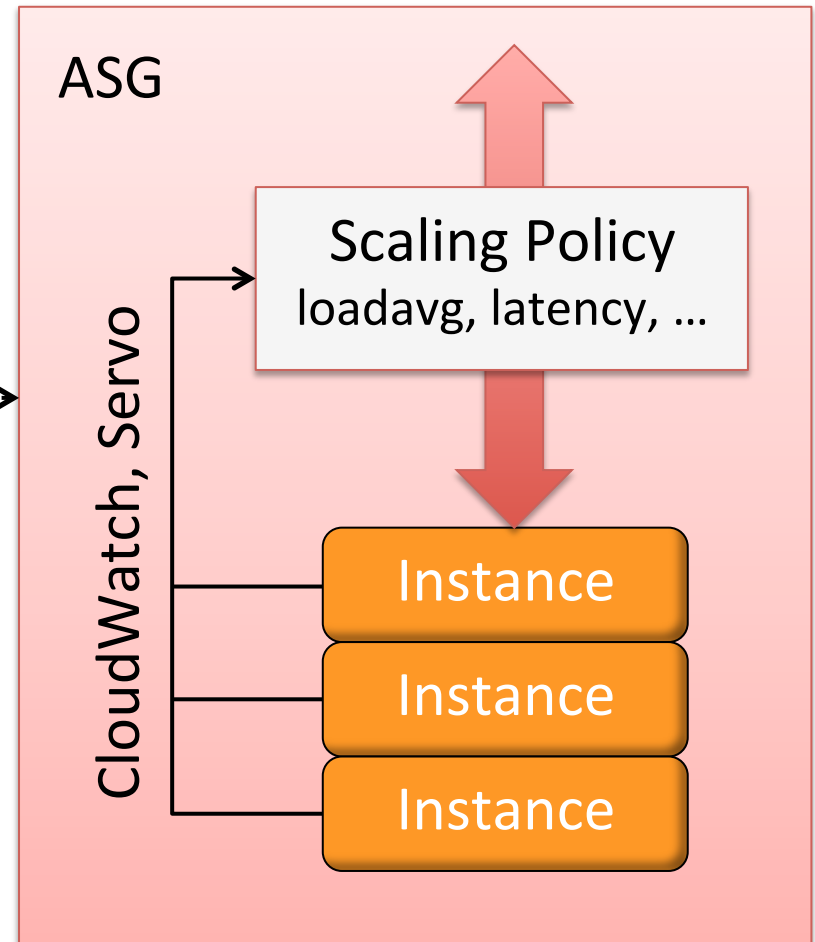 ASG
Scaling Policy
loadavg, latency, …
CloudWatch, Servo
Instance
Instance
Instance